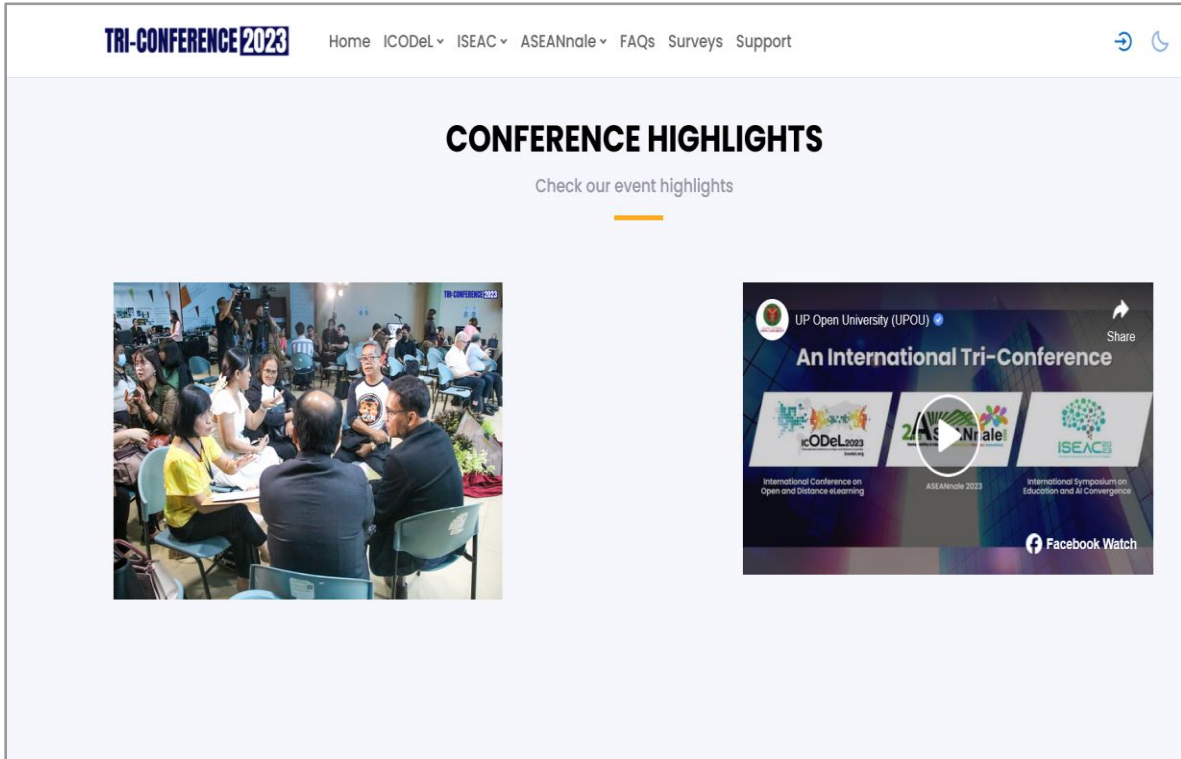 TRI-CONFERENCE 2023 Home ICODeL ISEAC ASEANnale FAQs Surveys Support
CONFERENCE HIGHLIGHTS
Check our event highlights
TRI-CONFERENCE 2023
UP Open University (UPOU)
Share
An International Tri-Conference
ICODeL2023
icodel.org
ISEAC
International Conference on
Open and Distance eLearning
ASEANnale 2023
International Symposium on
Education and AI Convergence
Facebook Watch